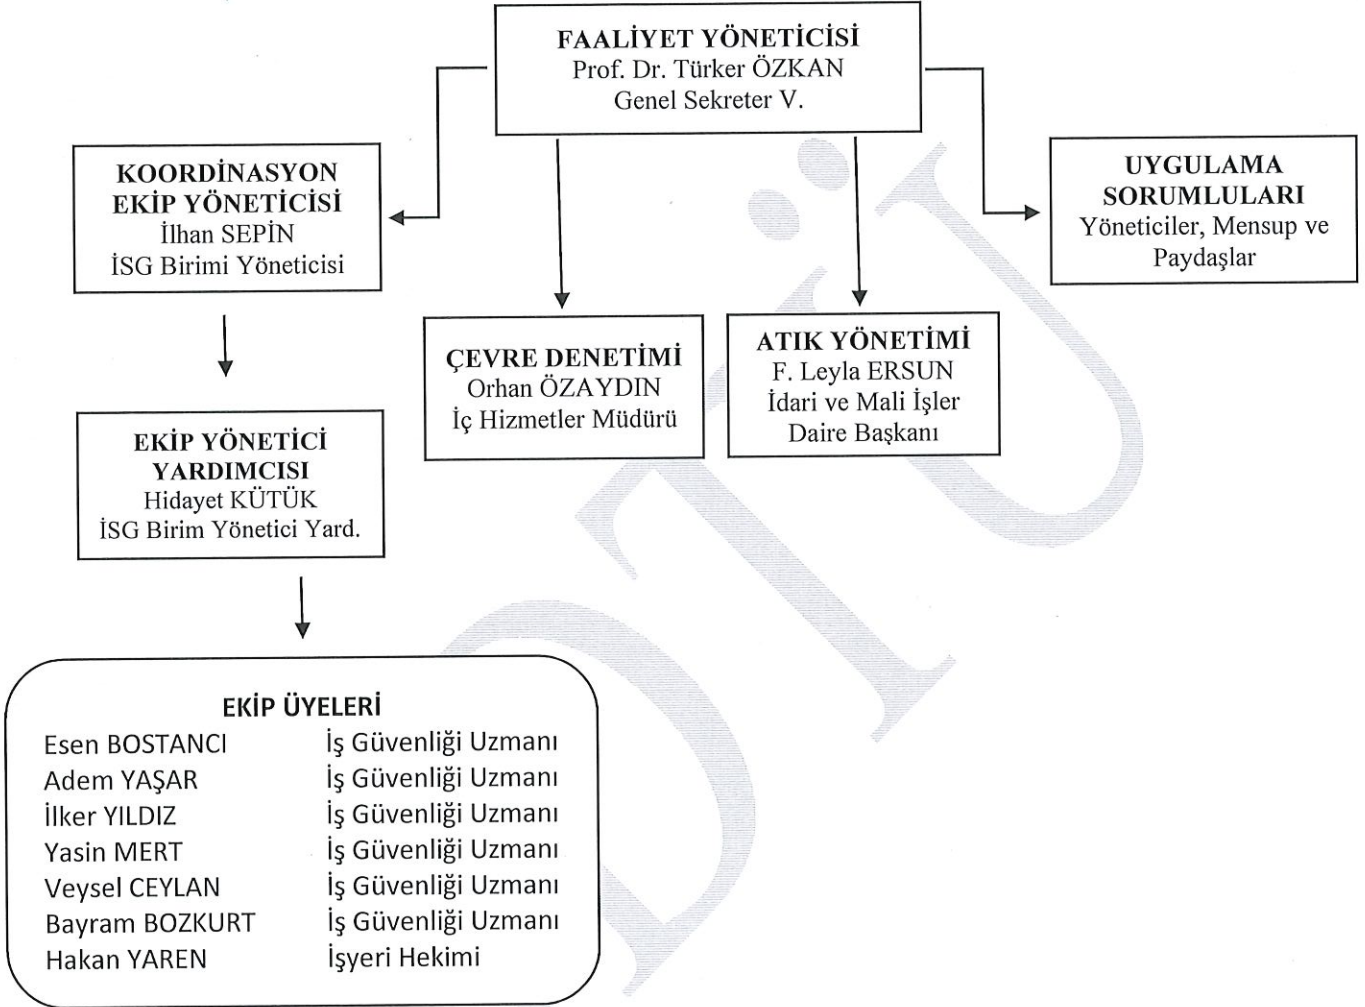 FAALİYET YÖNETİCİSİ
Prof. Dr. Türker ÖZKAN
Genel Sekreter V.
KOORDİNASYON
EKİP YÖNETİCİSİ
İlhan SEPİN
İSG Birimi Yöneticisi
UYGULAMA
SORUMLULARI
Yöneticiler, Mensup ve
Paydaşlar
ÇEVRE DENETİMİ
Orhan ÖZAYDIN
İç Hizmetler Müdürü
ATIK YÖNETİMİ
F. Leyla ERSUN
İdari ve Mali İşler
Daire Başkanı
EKİP YÖNETİCİ
YARDIMCISI
Hidayet KÜTÜK
İSG Birim Yönetici Yard.
EKİP ÜYELERİ
Esen BOSTANCI İş Güvenliği Uzmanı
Adem YAŞAR İş Güvenliği Uzmanı
İlker YILDIZ İş Güvenliği Uzmanı
Yasin MERT İş Güvenliği Uzmanı
Veysel CEYLAN İş Güvenliği Uzmanı
Bayram BOZKURT İş Güvenliği Uzmanı
Hakan YAREN İşyeri Hekimi